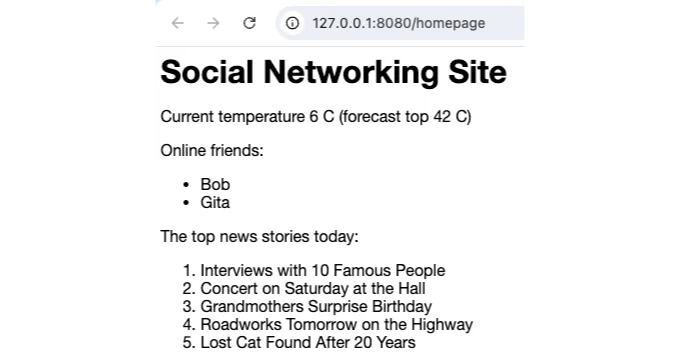 127.0.0.1:8080/homepage
Social Networking Site
Current temperature 6 C (forecast top 42 C)
Online friends:
• Bob
• Gita
The top news stories today:
1. Interviews with 10 Famous People
2. Concert on Saturday at the Hall
3. Grandmothers Surprise Birthday
4. Roadworks Tomorrow on the Highway
5. Lost Cat Found After 20 Years